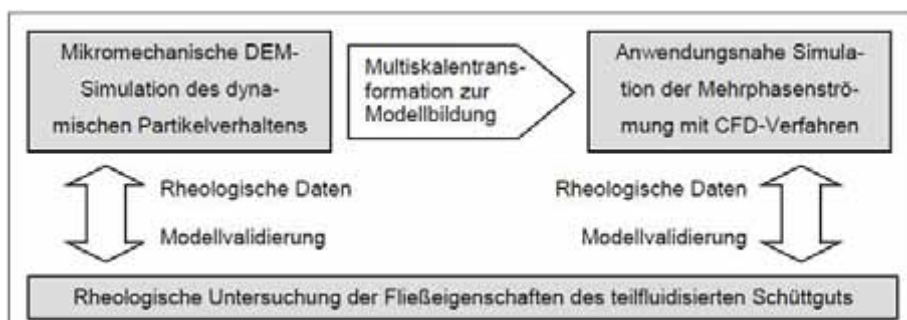 Mikromechanische DEM-
Simulation des dyna-
mischen Partikelverhaltens
Multiskalentrans-
formation zur
Modellbildung
Anwendungsnahe Simula-
tion der Mehrphasenströ-
mung mit CFD-Verfahren
Rheologische Daten
Modellvalidierung
Rheologische Daten
Modellvalidierung
Rheologische Untersuchung der Fließeigenschaften des teilfluidisierten Schüttguts